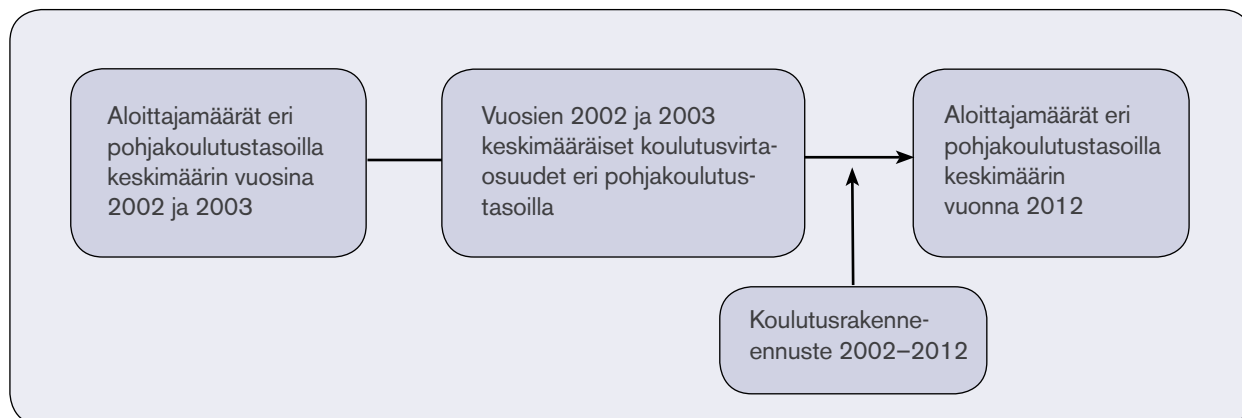 Aloittajamäärät eri
pohjakoulutustasoilla
keskimäärin vuosina
2002 ja 2003
Vuosien 2002 ja 2003
keskimääräiset koulutusvirta-
osuudet eri pohjakoulutus-
tasoilla
Aloittajamäärät eri
pohjakoulutustasoilla
keskimäärin
vuonna 2012
Koulutusrakenne-
ennuste 2002–2012